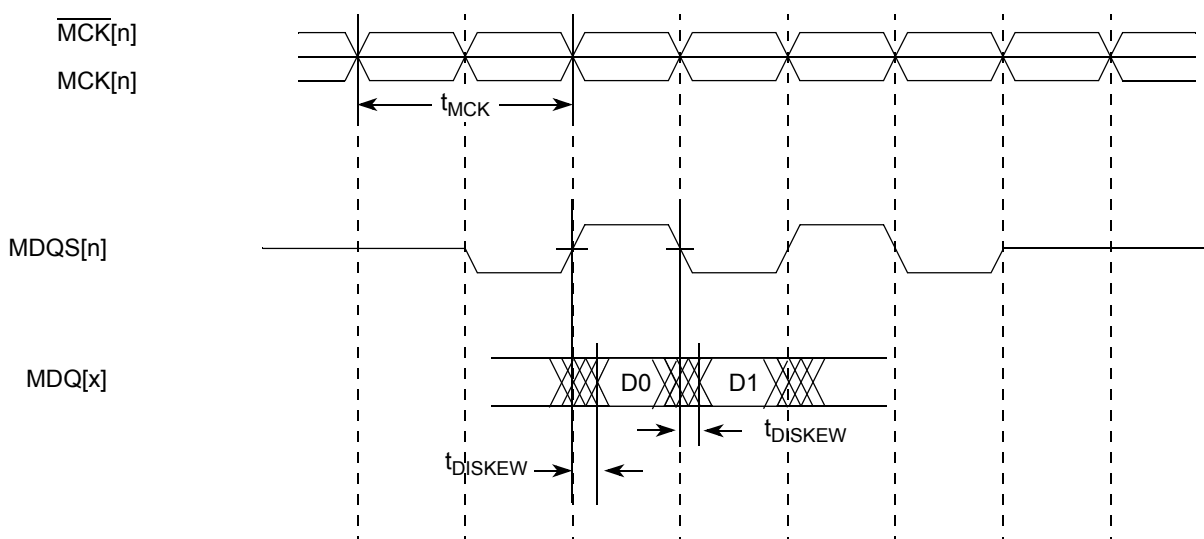 MCK[n]
MCK[n]
tMCK
MDQS[n]
MDQ[x]
D0
D1
tDISKEW
tDISKEW